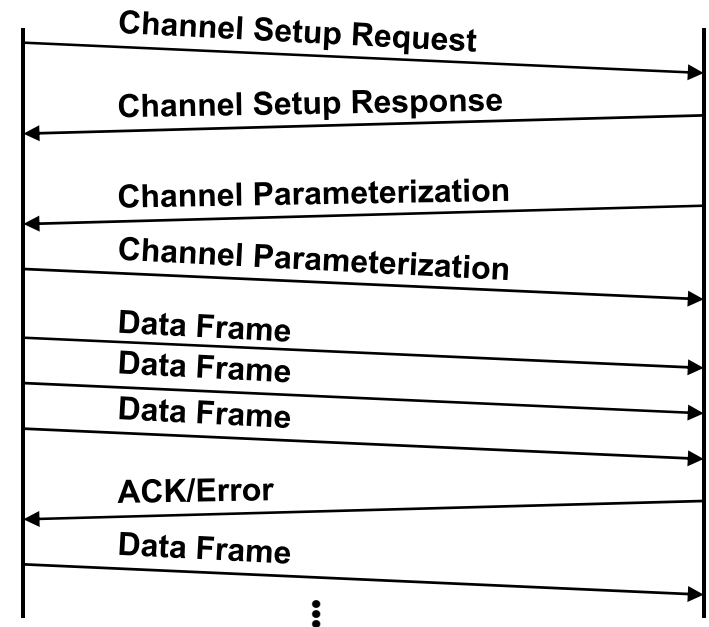 Channel Setup Request
Channel Setup Response
Channel Parameterization
Channel Parameterization
Data Frame
Data Frame
Data Frame
ACK/Error
Data Frame